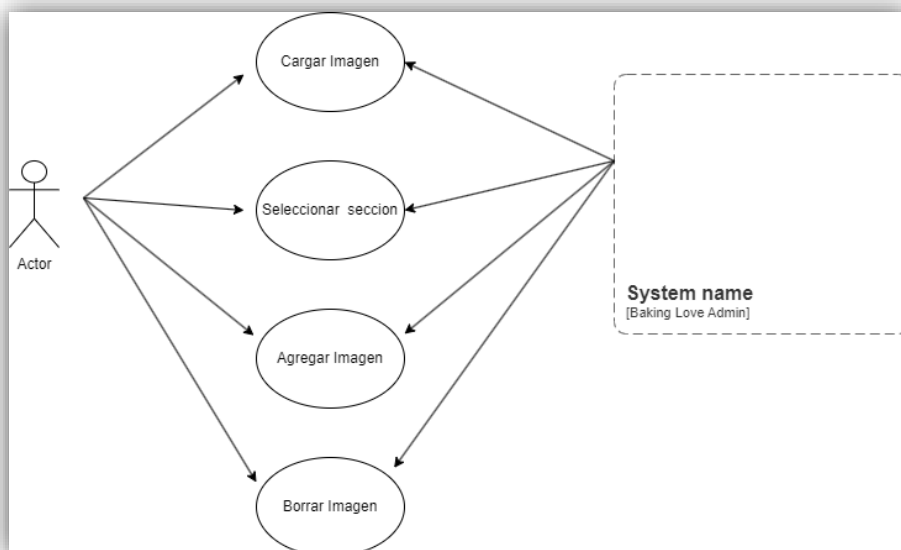 Cargar Imagen
Seleccionar seccion
Actor
System name
[Baking Love Admin]
Agregar Imagen
Borrar Imagen